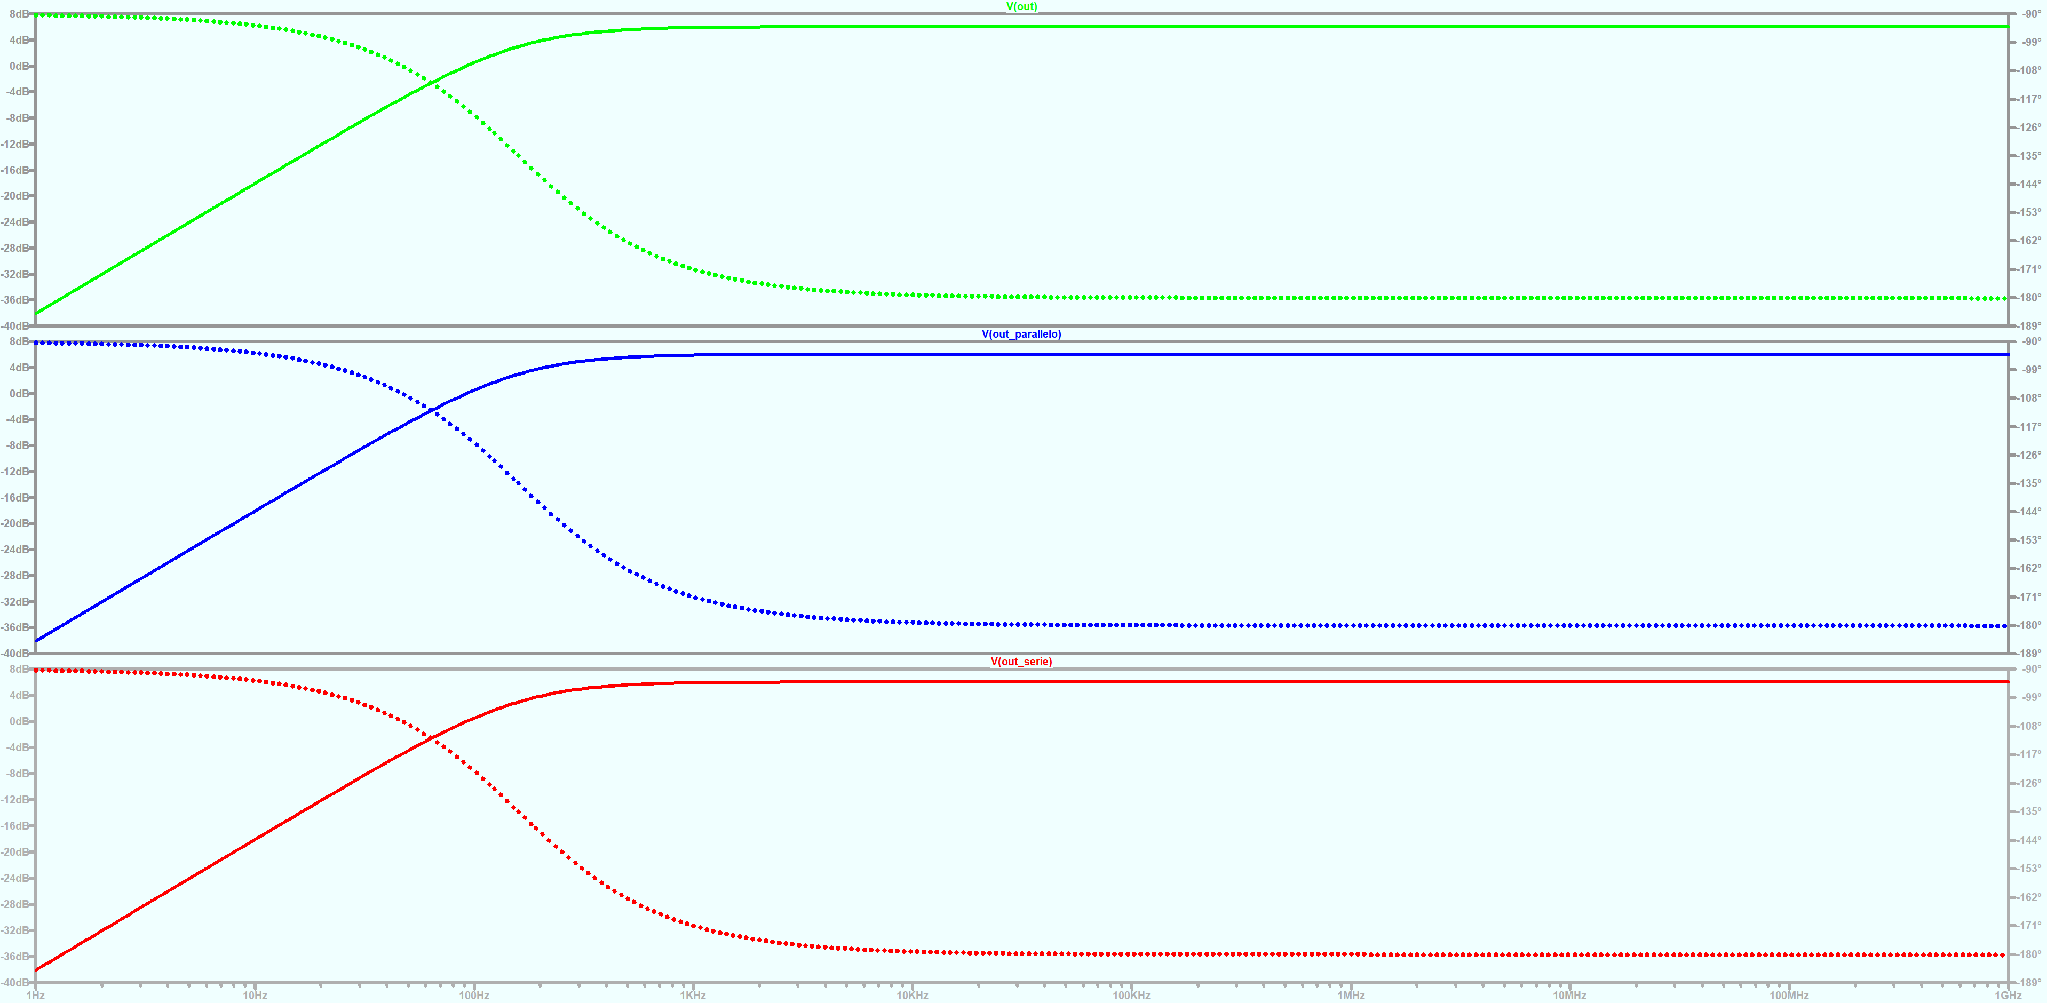 V(out)
8dB -90°
4dB -99°
0dB -108°
-4dB -117°
-8dB -126°
-12dB -135°
-16dB -144°
-20dB -153°
-24dB -162°
-28dB -171°
-32dB -180°
-36dB -189°
-40dB
V(out_parallelo)
8dB -90°
4dB -99°
0dB -108°
-4dB -117°
-8dB -126°
-12dB -135°
-16dB -144°
-20dB -153°
-24dB -162°
-28dB -171°
-32dB -180°
-36dB -189°
-40dB
V(out_serie)
8dB -90°
4dB -99°
0dB -108°
-4dB -117°
-8dB -126°
-12dB -135°
-16dB -144°
-20dB -153°
-24dB -162°
-28dB -171°
-32dB -180°
-36dB -189°
-40dB
1Hz 10Hz 100Hz 1KHz 10KHz 100KHz 1MHz 10MHz 100MHz 1GHz